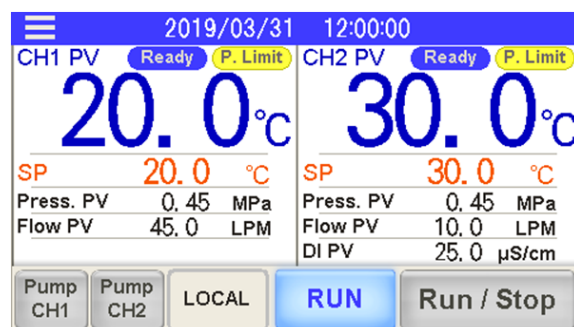 2019/03/31 12:00:00
CH1 PV Ready P. Limit
20.0 °C
SP 20.0 °C
Press. PV 0.45 MPa
Flow PV 45.0 LPM
CH2 PV Ready P. Limit
30.0 °C
SP 30.0 °C
Press. PV 0.45 MPa
Flow PV 10.0 LPM
DI PV 25.0 µS/cm
Pump CH1
Pump CH2
LOCAL
RUN
Run / Stop